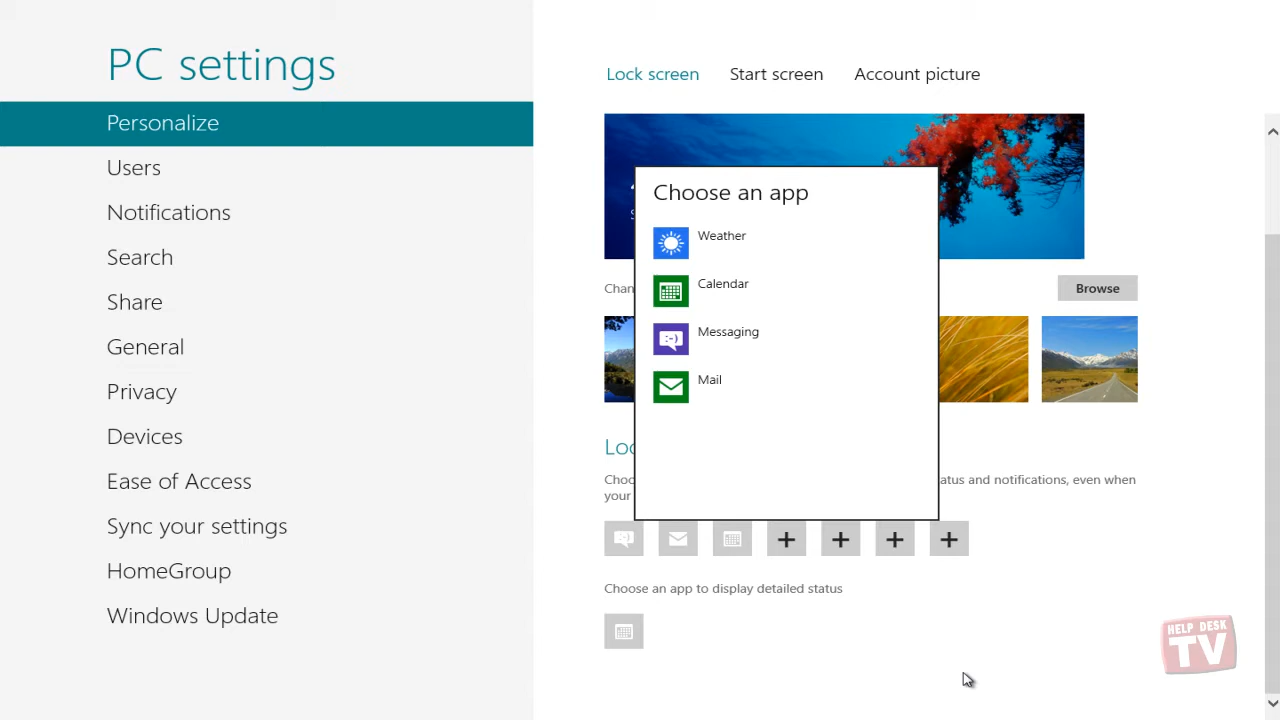 PC settings
Personalize
Users
Notifications
Search
Share
General
Privacy
Devices
Ease of Access
Sync your settings
HomeGroup
Windows Update
Lock screen Start screen Account picture
Choose an app
Weather
Calendar
Messaging
Mail
Browse
atus and notifications, even when
your
Choose an app to display detailed status
HELP DESK
TV